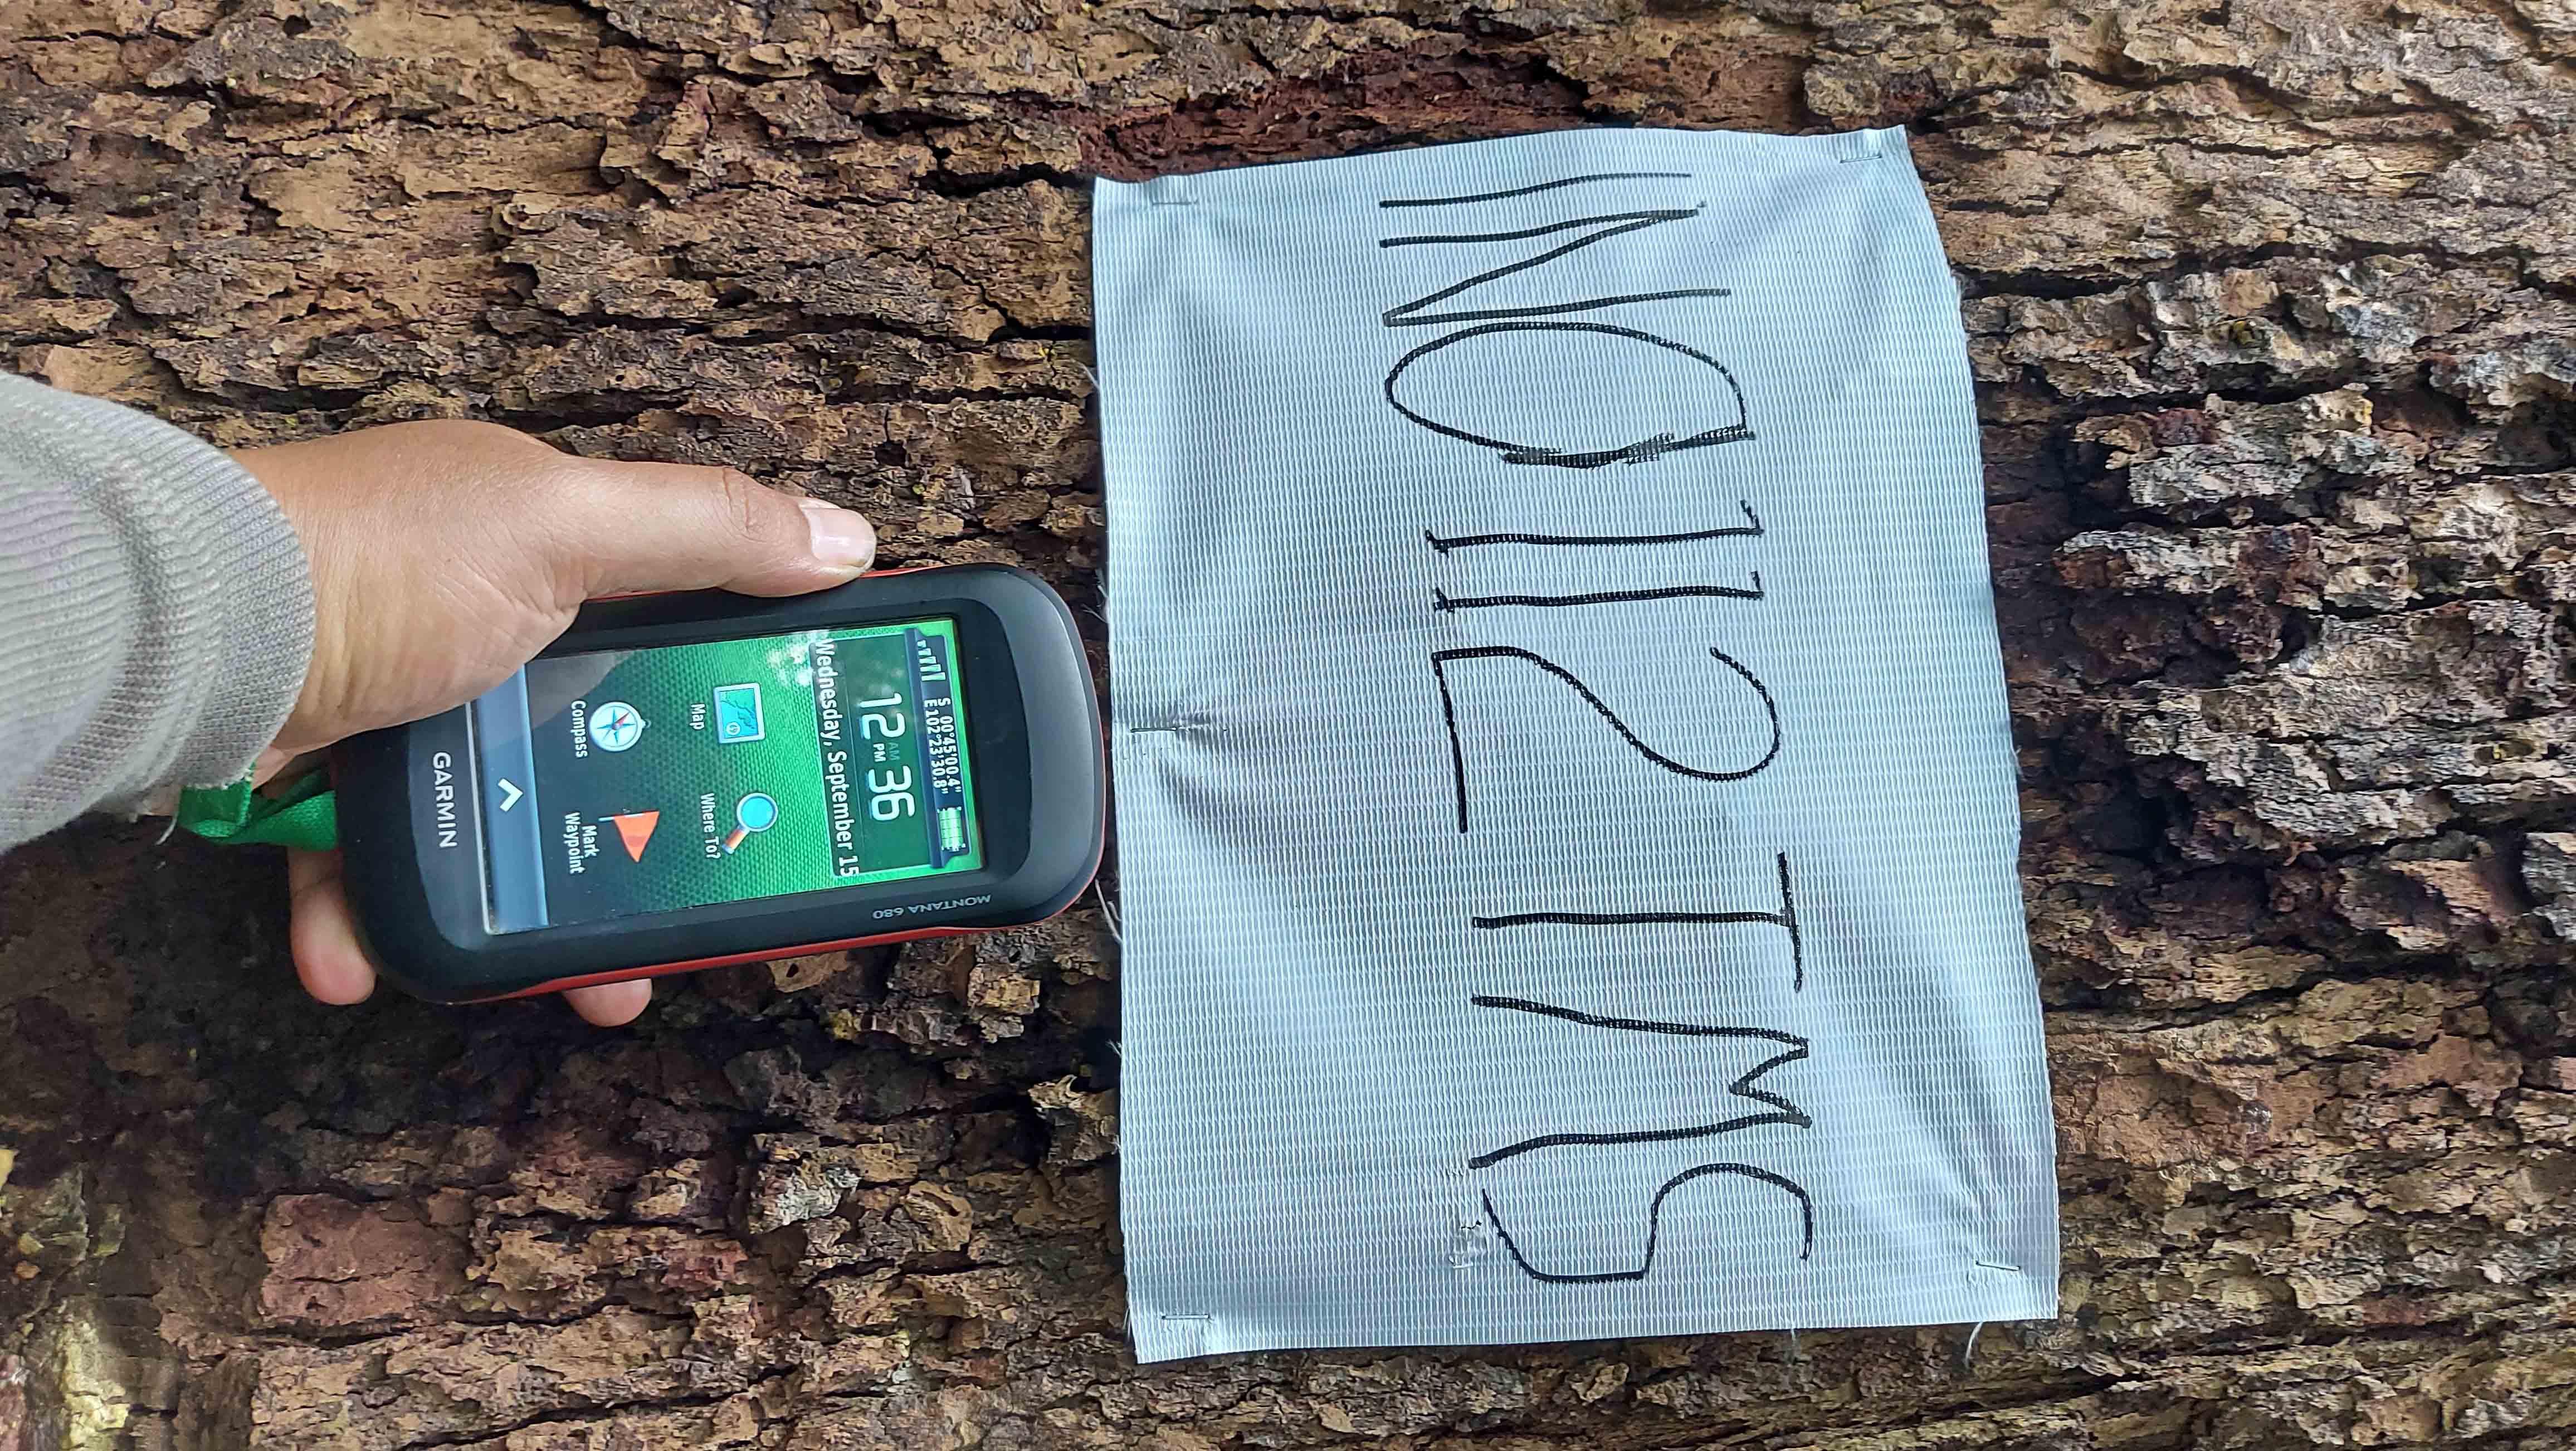 INO112 TMS
MONTANA 680
S 00°45'00.4"
E102°23'30.8"
12 AM PM 36
Wednesday, September 15
Map
Where To?
Compass
Mark
Waypoint
GARMIN